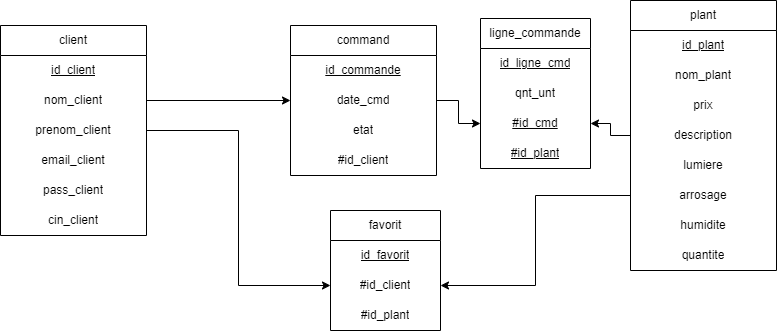 client
id_client
nom_client
prenom_client
email_client
pass_client
cin_client
command
id_commande
date_cmd
etat
#id_client
ligne_commande
id_ligne_cmd
qnt_unt
#id_cmd
#id_plant
plant
id_plant
nom_plant
prix
description
lumiere
arrosage
humidite
quantite
favorit
id_favorit
#id_client
#id_plant